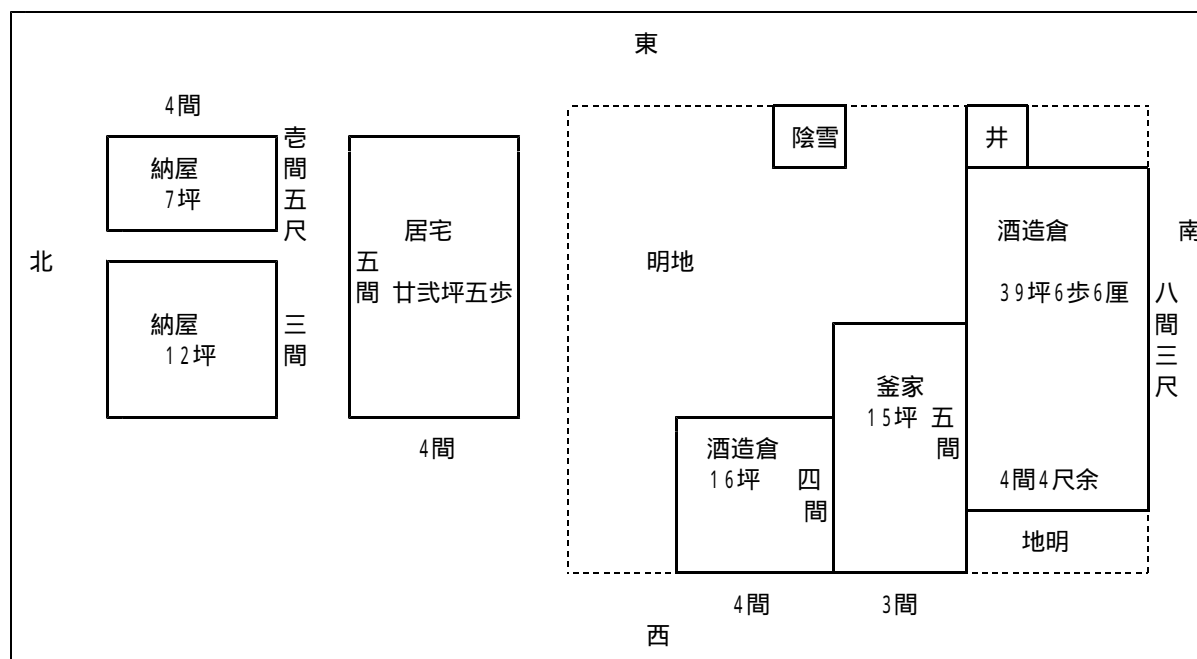 東
4間
納屋
7坪
壱間五尺
北
納屋
12坪
三間
居宅
廿弐坪五歩
五間
4間
陰雪
井
明地
酒造倉
39坪6歩6厘
4間4尺余
八間三尺
南
釜家
15坪
五間
酒造倉
16坪
四間
地明
4間
3間
西